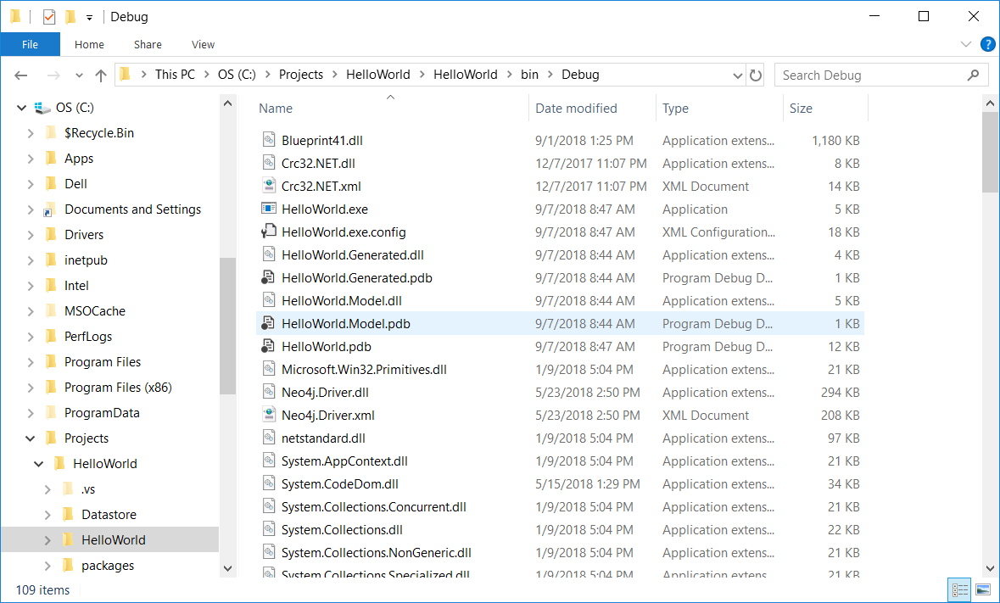 Debug
File Home Share View
This PC > OS (C:) > Projects > HelloWorld > HelloWorld > bin > Debug
Search Debug
OS (C:)
$Recycle.Bin
Apps
Dell
Documents and Settings
Drivers
inetpub
Intel
MSOCache
PerfLogs
Program Files
Program Files (x86)
ProgramData
Projects
HelloWorld
.vs
Datastore
HelloWorld
packages
Name Date modified Type Size
Blueprint41.dll 9/1/2018 1:25 PM Application extens... 1,180 KB
Crc32.NET.dll 12/7/2017 11:07 PM Application extens... 8 KB
Crc32.NET.xml 12/7/2017 11:07 PM XML Document 14 KB
HelloWorld.exe 9/7/2018 8:47 AM Application 5 KB
HelloWorld.exe.config 9/7/2018 8:47 AM XML Configuration... 18 KB
HelloWorld.Generated.dll 9/7/2018 8:44 AM Application extens... 4 KB
HelloWorld.Generated.pdb 9/7/2018 8:44 AM Program Debug D... 1 KB
HelloWorld.Model.dll 9/7/2018 8:44 AM Application extens... 5 KB
HelloWorld.Model.pdb 9/7/2018 8:44 AM Program Debug D... 1 KB
HelloWorld.pdb 9/7/2018 8:47 AM Program Debug D... 12 KB
Microsoft.Win32.Primitives.dll 1/9/2018 5:04 PM Application extens... 21 KB
Neo4j.Driver.dll 5/23/2018 2:50 PM Application extens... 294 KB
Neo4j.Driver.xml 5/23/2018 2:50 PM XML Document 208 KB
netstandard.dll 1/9/2018 5:04 PM Application extens... 97 KB
System.AppContext.dll 1/9/2018 5:04 PM Application extens... 21 KB
System.CodeDom.dll 5/15/2018 1:29 PM Application extens... 34 KB
System.Collections.Concurrent.dll 1/9/2018 5:04 PM Application extens... 21 KB
System.Collections.dll 1/9/2018 5:04 PM Application extens... 22 KB
System.Collections.NonGeneric.dll 1/9/2018 5:04 PM Application extens... 21 KB
System.Collections.Specialized.dll 1/9/2018 5:04 PM Application extens... 21 KB
109 items